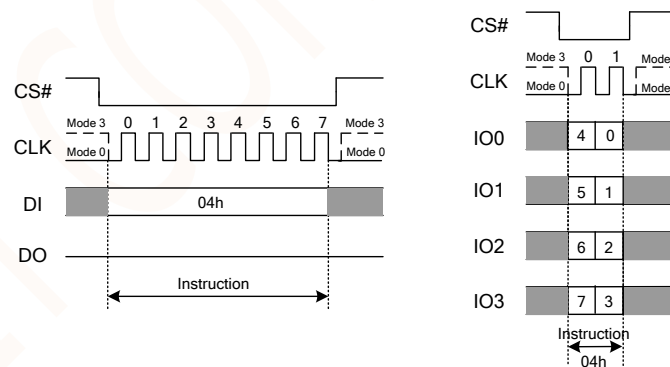 CS#
Mode 3 0 1 2 3 4 5 6 7 Mode 3
CLK Mode 0 Mode 0
DI 04h
DO
Instruction
CS#
Mode 3 0 1 Mode
CLK Mode 0 Mode
IO0 4 0
IO1 5 1
IO2 6 2
IO3 7 3
Instruction
04h